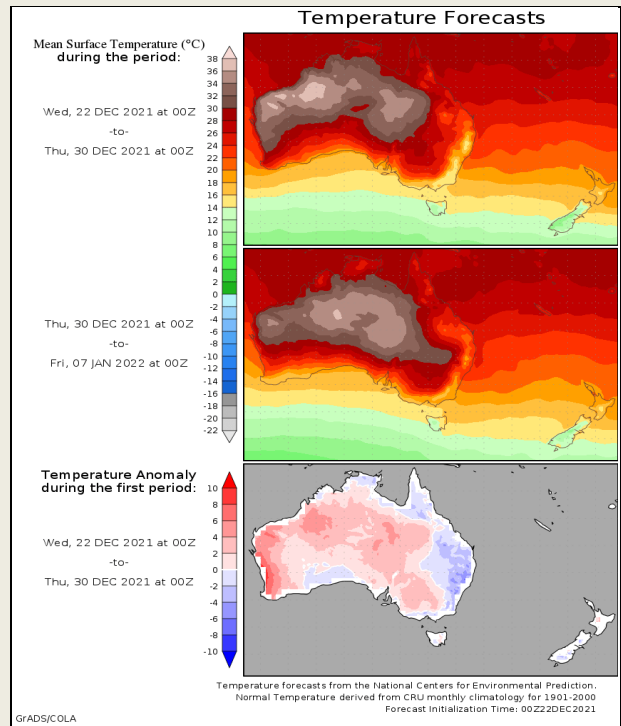 Temperature Forecasts
Mean Surface Temperature (°C)
during the period:
Wed, 22 DEC 2021 at 00Z
-to-
Thu, 30 DEC 2021 at 00Z
38
36
34
32
30
28
26
24
22
20
18
16
14
12
10
8
6
4
2
0
-2
-4
-6
-8
-10
-12
-14
-16
-18
-20
-22
Thu, 30 DEC 2021 at 00Z
-to-
Fri, 07 JAN 2022 at 00Z
Temperature Anomaly
during the first period:
Wed, 22 DEC 2021 at 00Z
-to-
Thu, 30 DEC 2021 at 00Z
10
8
6
4
2
0
-2
-4
-6
-8
-10
Temperature forecasts from the National Centers for Environmental Prediction.
Normal Temperature derived from CRU monthly climatology for 1901-2000
Forecast Initialization Time: 00Z22DEC2021
GrADS/COLA